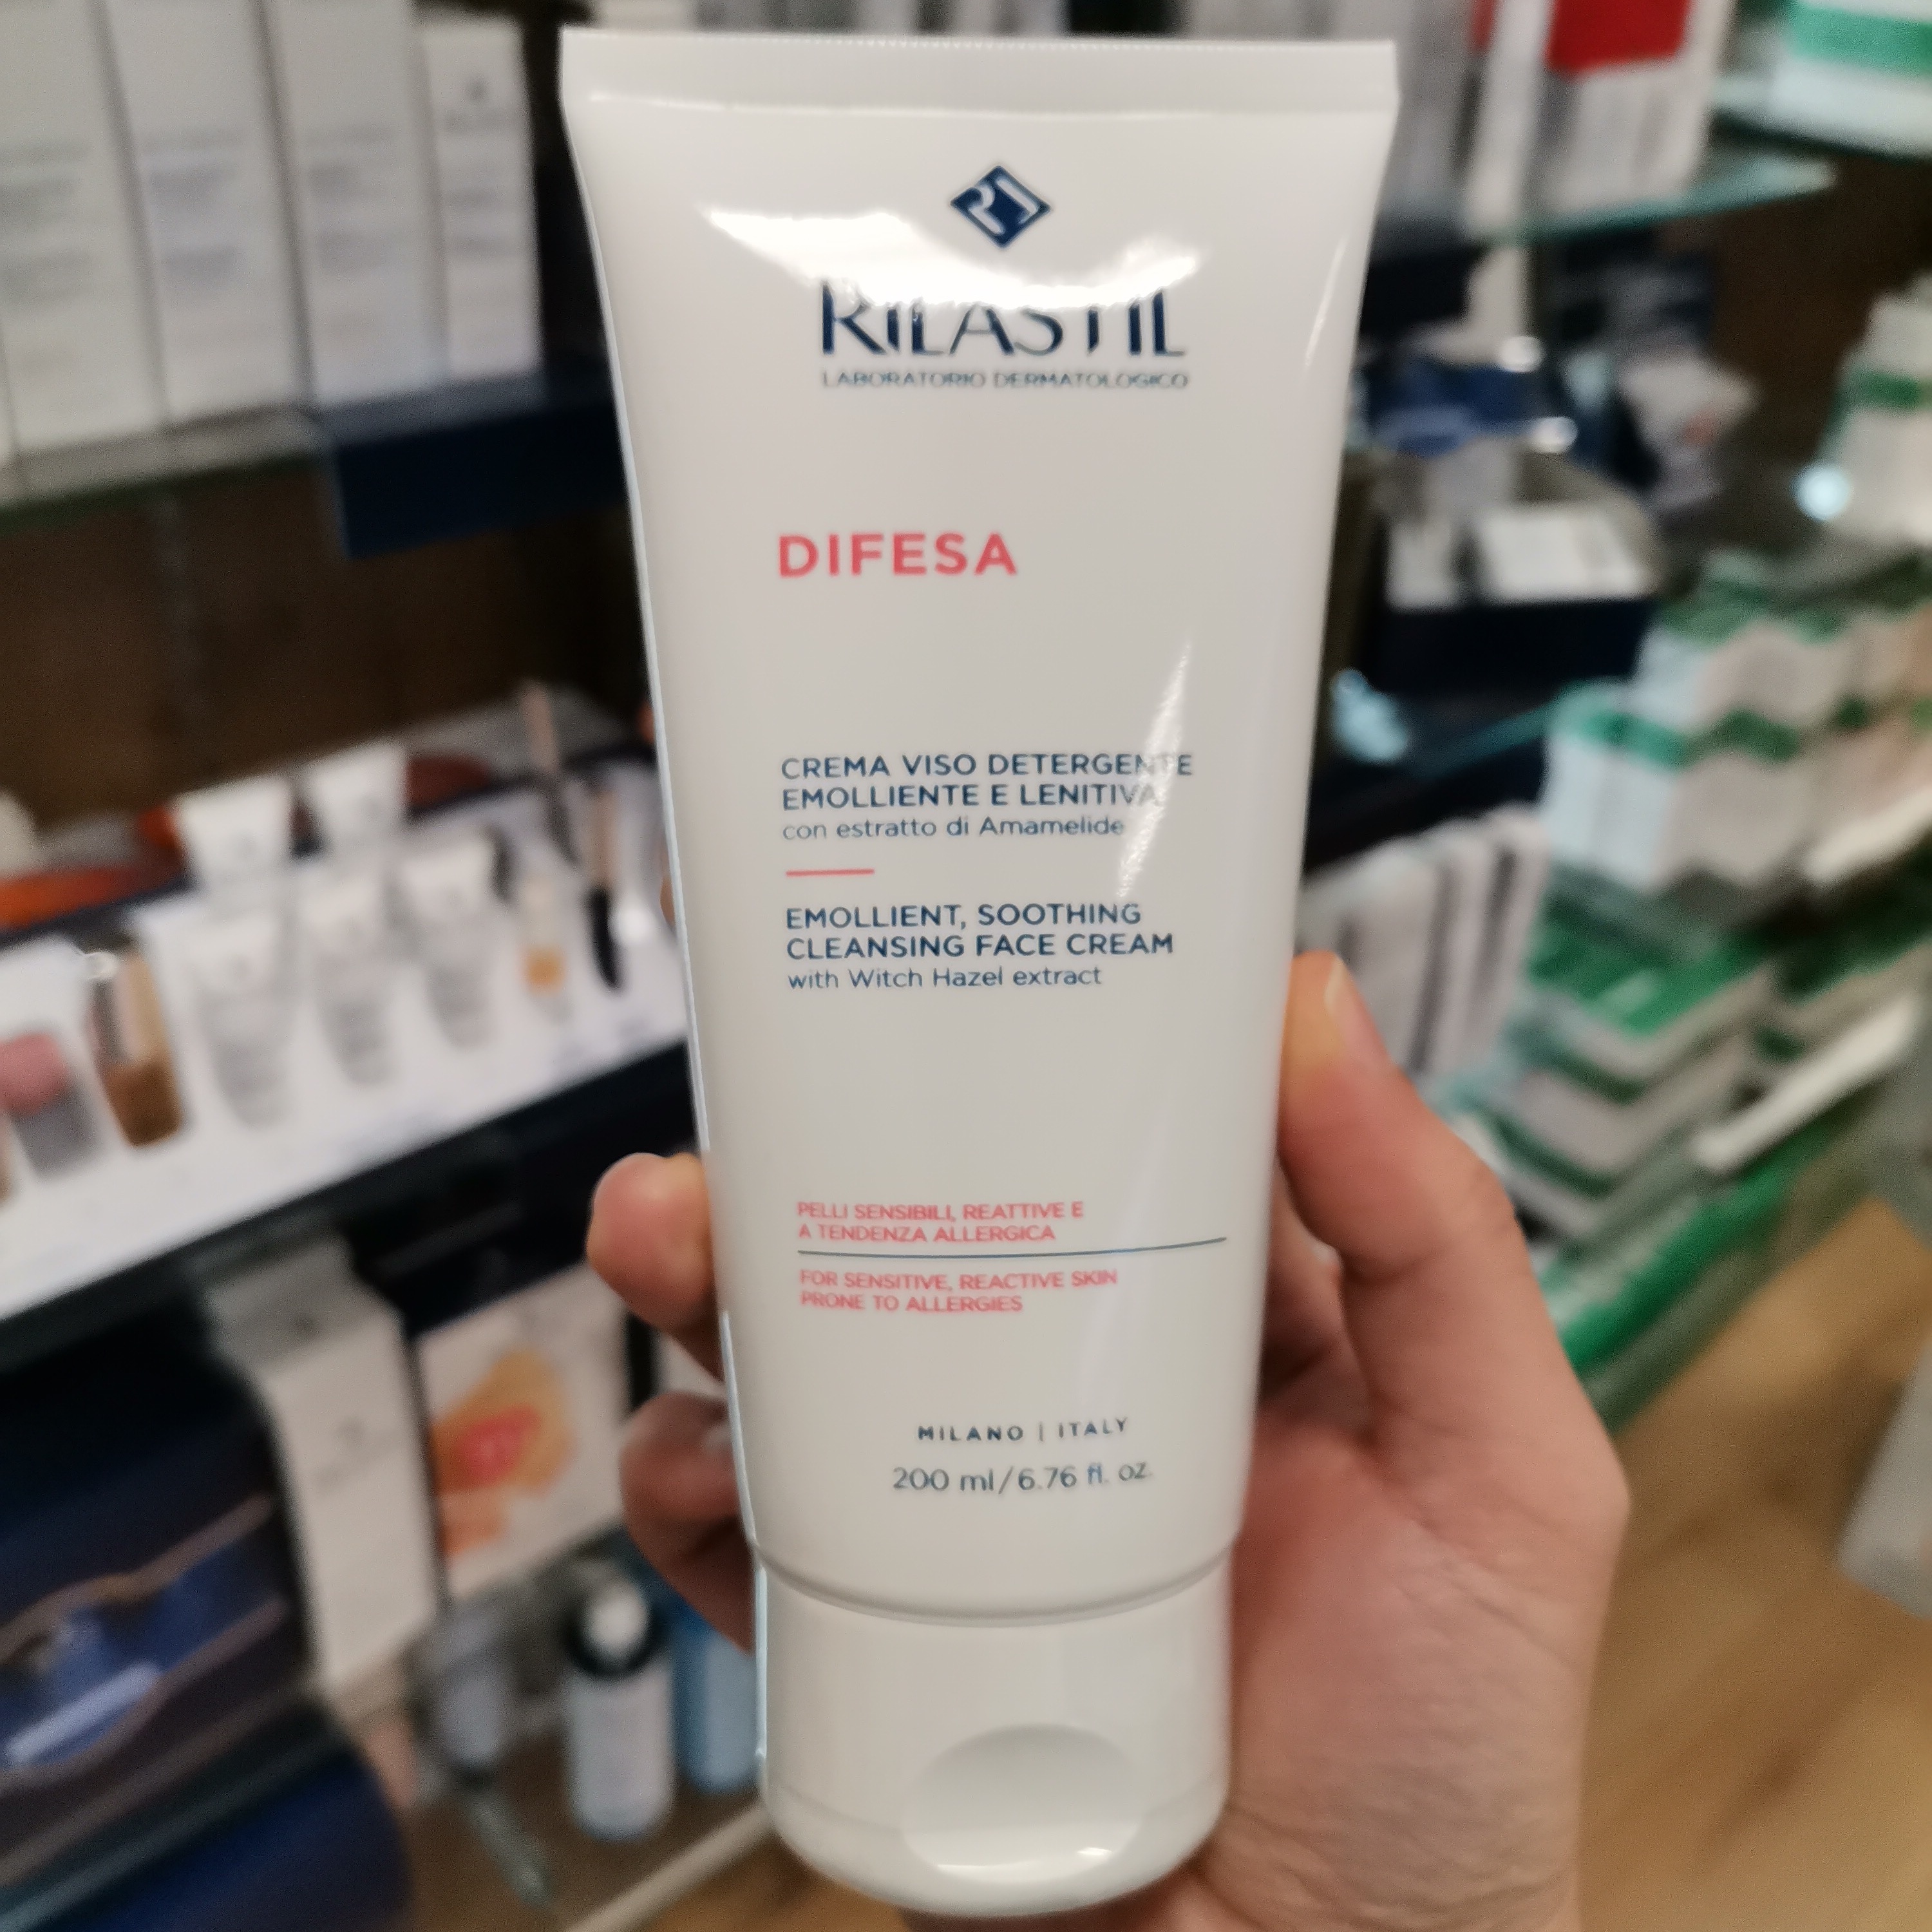 RILASTIL
LABORATORIO DERMATOLOGICO
DIFESA
CREMA VISO DETERGENTE
EMOLLIENTE E LENITIVA
con estratto di Amamelide
EMOLLIENT, SOOTHING
CLEANSING FACE CREAM
with Witch Hazel extract
PELLI SENSIBILI, REATTIVE E
A TENDENZA ALLERGICA
FOR SENSITIVE, REACTIVE SKIN
PRONE TO ALLERGIES
MILANO | ITALY
200 ml/6.76 fl. oz.